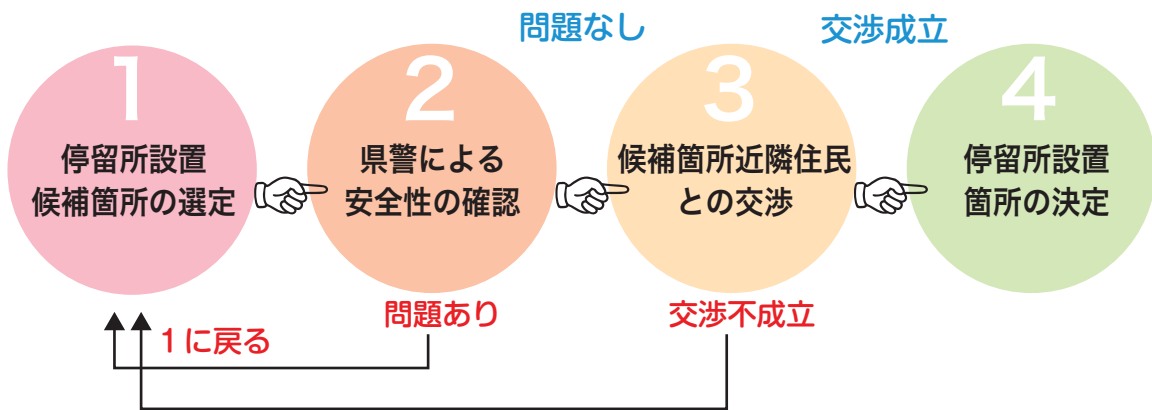 問題なし
交渉成立
1
停留所設置
候補箇所の選定
2
県警による
安全性の確認
3
候補箇所近隣住民
との交渉
4
停留所設置
箇所の決定
問題あり
交渉不成立
1に戻る